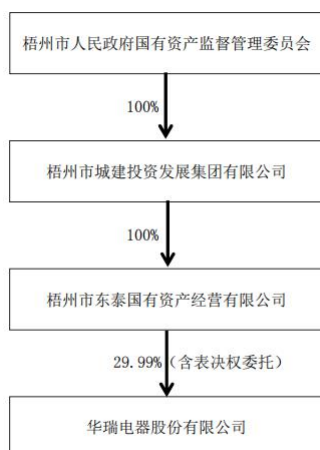 梧州市人民政府国有资产监督管理委员会
100%
梧州市城建投资发展集团有限公司
100%
梧州市东泰国有资产经营有限公司
29.99%（含表决权委托）
华瑞电器股份有限公司